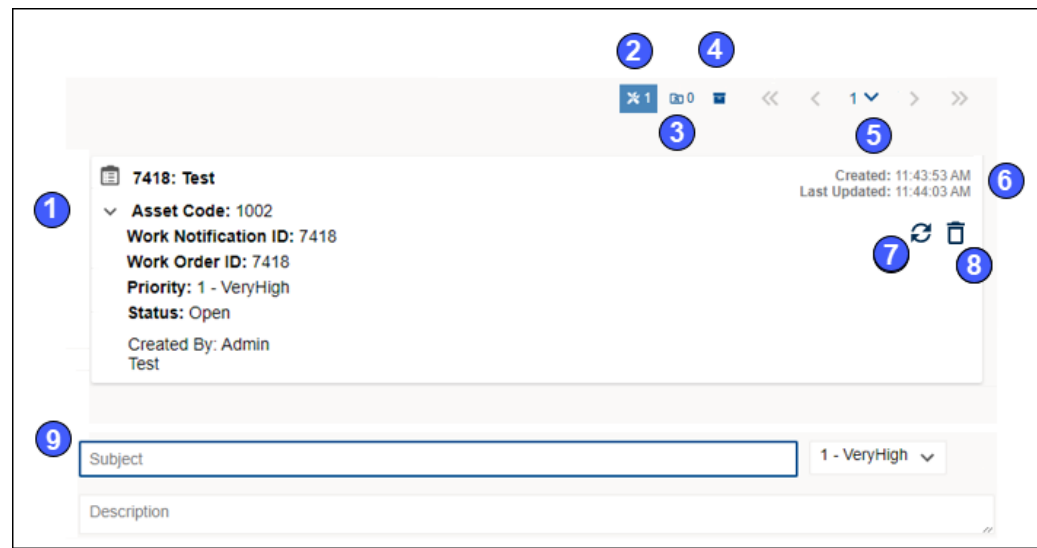 2 4
1 0 1
3 5
7418: Test
Created: 11:43:53 AM
Last Updated: 11:44:03 AM
6
1
Asset Code: 1002
Work Notification ID: 7418
Work Order ID: 7418
Priority: 1 - VeryHigh
Status: Open
7 8
Created By: Admin
Test
9
Subject
1 - VeryHigh
Description